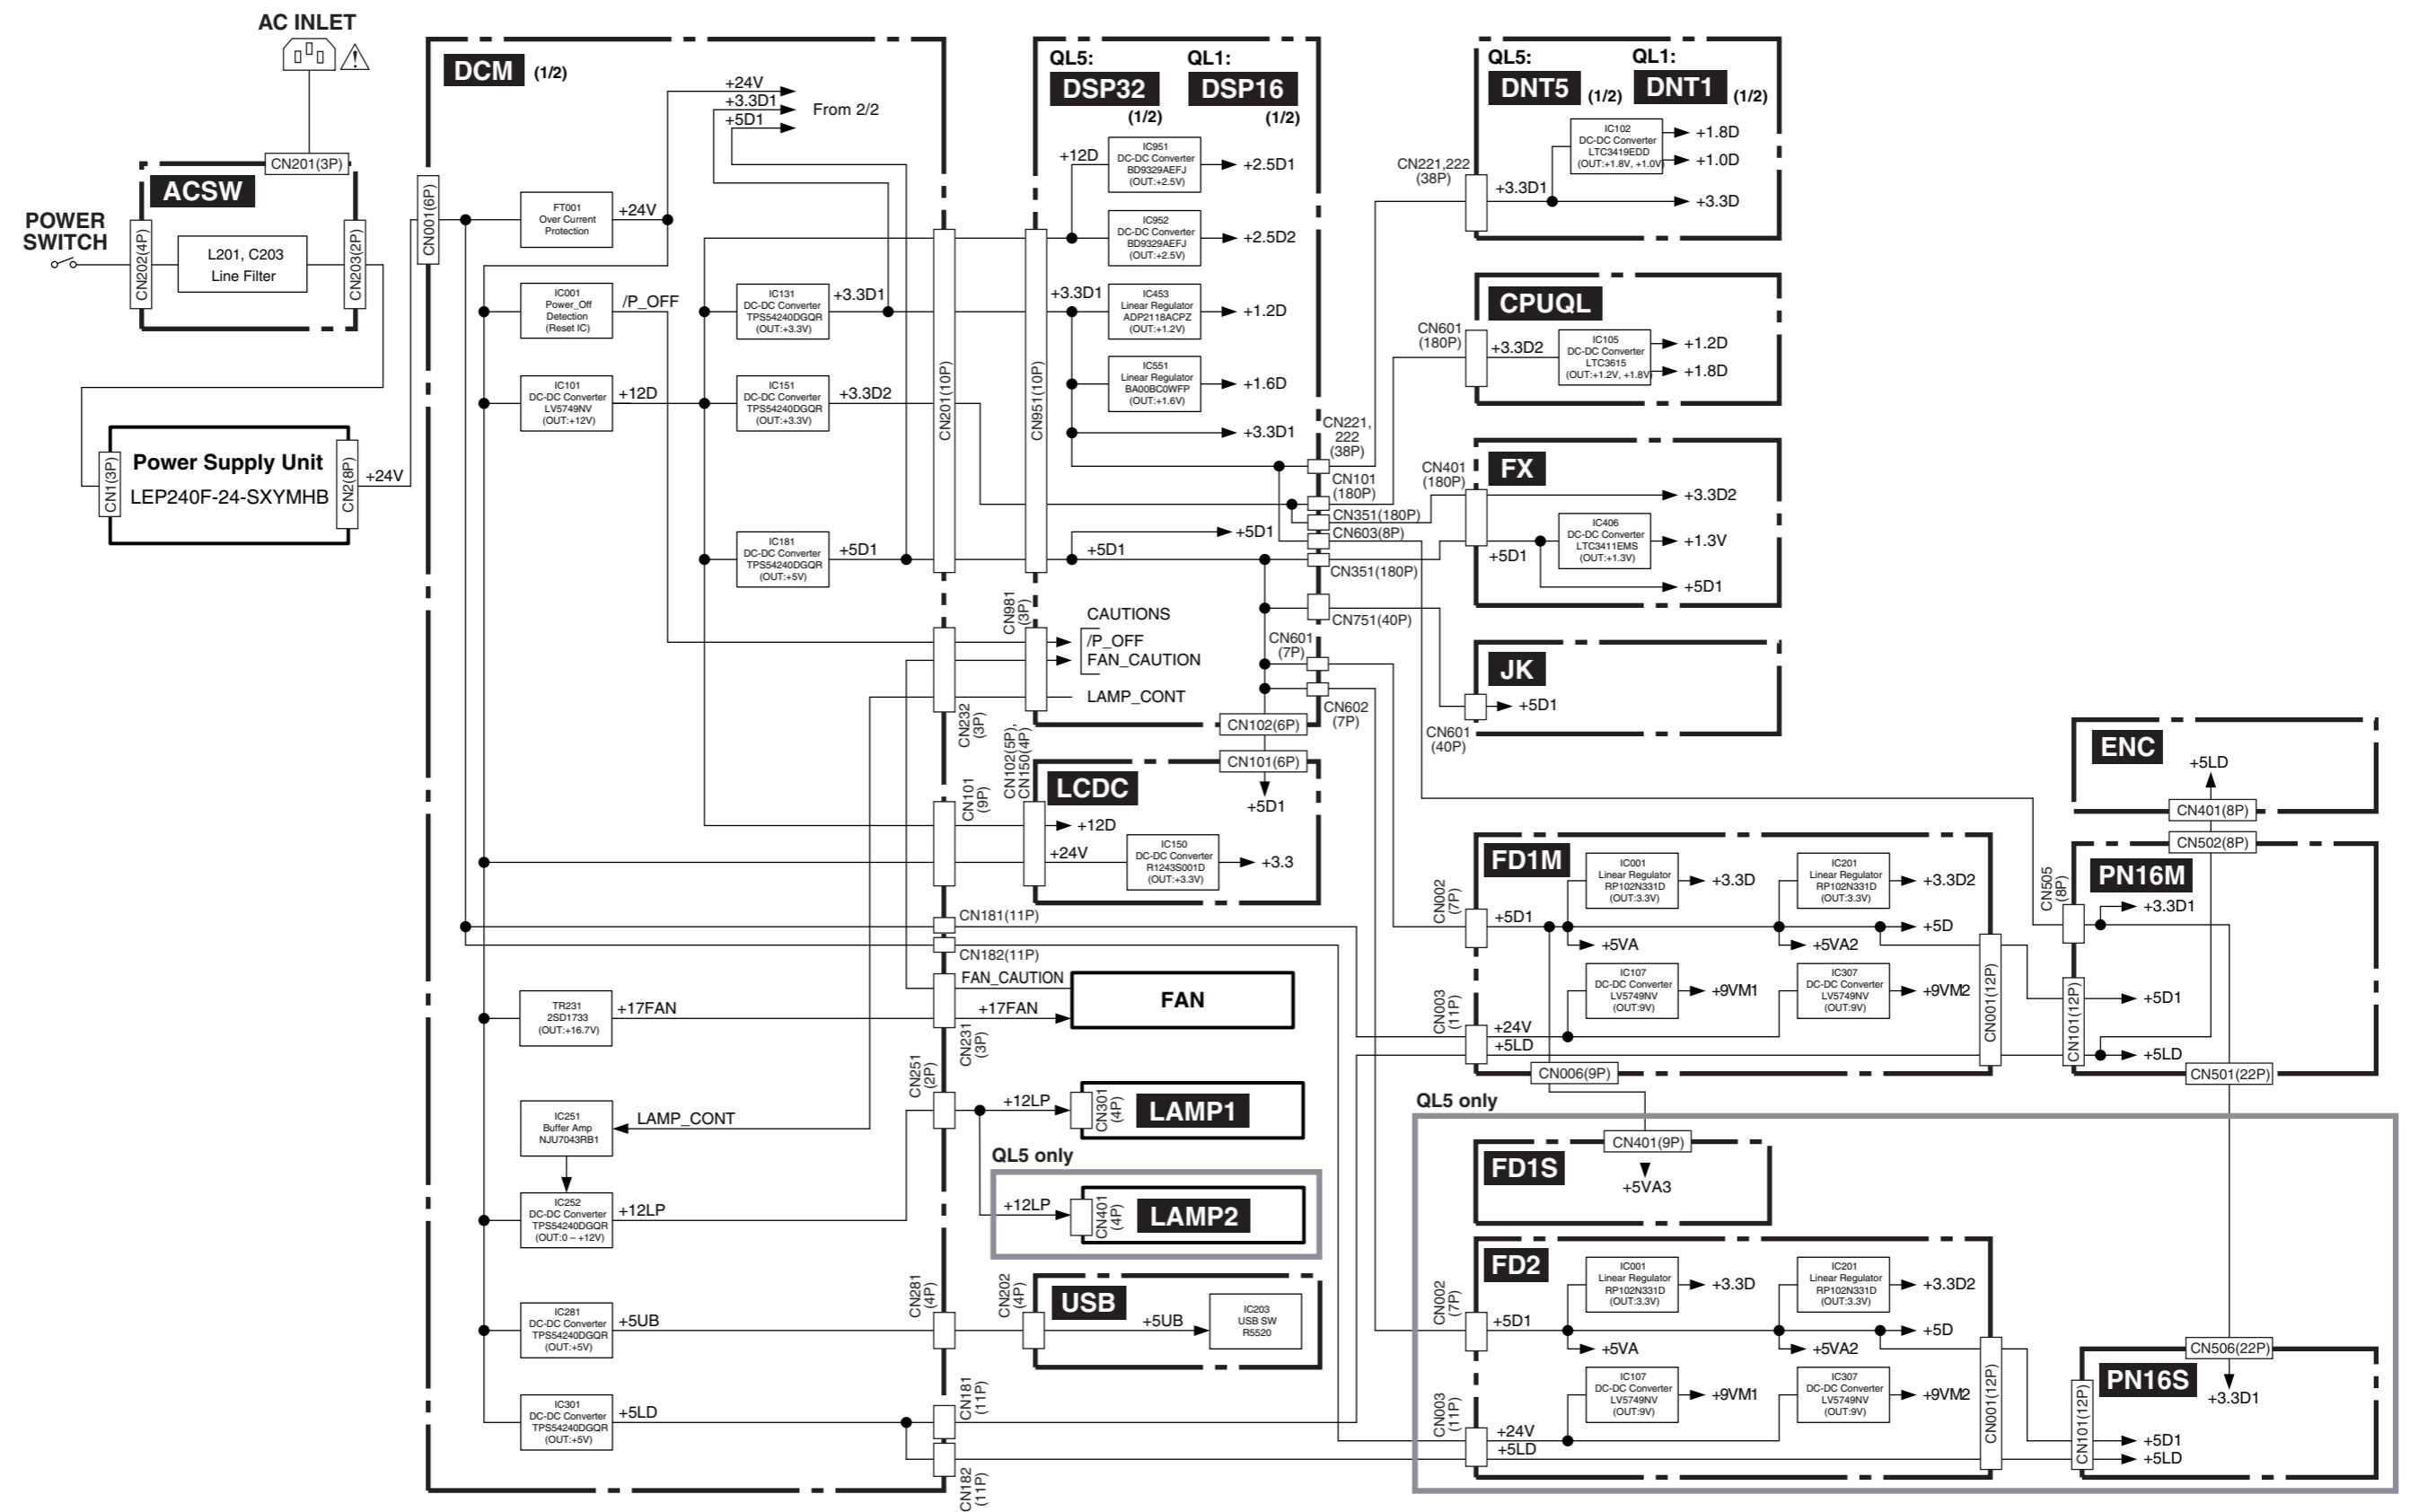 AC INLET
CN201(3P)
ACSW
POWER
SWITCH
CN202(4P)
L201, C203
Line Filter
CN203(2P)
CN1(3P)
Power Supply Unit
LEP240F-24-SXYMHB
CN2(8P)
+24V
DCM (1/2)
CN001(6P)
+24V
+3.3D1
+5D1
From 2/2
FT001
Over Current
Protection
+24V
IC001
Power_Off
Detection
(Reset IC)
/P_OFF
IC101
DC-DC Converter
LV5749NV
(OUT:+12V)
+12D
IC131
DC-DC Converter
TPS54240DGQR
(OUT:+3.3V)
+3.3D1
IC151
DC-DC Converter
TPS54240DGQR
(OUT:+3.3V)
+3.3D2
IC181
DC-DC Converter
TPS54240DGQR
(OUT:+5V)
+5D1
TR231
2SD1733
(OUT:+16.7V)
+17FAN
IC251
Buffer Amp
NJU7043RB1
LAMP_CONT
IC252
DC-DC Converter
TPS54240DGQR
(OUT:0 – +12V)
+12LP
IC281
DC-DC Converter
TPS54240DGQR
(OUT:+5V)
+5UB
IC301
DC-DC Converter
TPS54240DGQR
(OUT:+5V)
+5LD
CN201(10P)
CN232
(3P)
CN101
(9P)
CN181(11P)
CN182(11P)
CN231
(3P)
CN251
(2P)
CN281
(4P)
CN181
(11P)
CN182
(11P)
QL5:
DSP32
(1/2)
QL1:
DSP16
(1/2)
CN951(10P)
+12D
IC951
DC-DC Converter
BD9329AEFJ
(OUT:+2.5V)
+2.5D1
IC952
DC-DC Converter
BD9329AEFJ
(OUT:+2.5V)
+2.5D2
+3.3D1
IC453
Linear Regulator
ADP2118ACPZ
(OUT:+1.2V)
+1.2D
IC551
Linear Regulator
BA00BC0WFP
(OUT:+1.6V)
+1.6D
+3.3D1
+5D1
+5D1
CN981
(3P)
CAUTIONS
/P_OFF
FAN_CAUTION
LAMP_CONT
CN221,
222
(38P)
CN101
(180P)
CN351(180P)
CN603(8P)
CN351(180P)
CN751(40P)
CN601
(7P)
CN602
(7P)
CN102(6P)
CN102(5P),
CN150(4P)
LCDC
CN101(6P)
+5D1
+12D
+24V
IC150
DC-DC Converter
R1243S001D
(OUT:+3.3V)
+3.3
FAN_CAUTION
+17FAN
FAN
+12LP
CN301
(4P)
LAMP1
QL5 only
+12LP
CN401
(4P)
LAMP2
CN202
(4P)
USB
+5UB
IC203
USB SW
R5520
QL5:
DNT5 (1/2)
QL1:
DNT1 (1/2)
CN221,222
(38P)
+3.3D1
IC102
DC-DC Converter
LTC3419EDD
(OUT:+1.8V, +1.0V)
+1.8D
+1.0D
+3.3D
CPUQL
CN601
(180P)
+3.3D2
IC105
DC-DC Converter
LTC3615
(OUT:+1.2V, +1.8V)
+1.2D
+1.8D
FX
CN401
(180P)
+3.3D2
+5D1
IC406
DC-DC Converter
LTC3411EMS
(OUT:+1.3V)
+1.3V
+5D1
JK
+5D1
CN601
(40P)
FD1M
CN002
(7P)
+5D1
IC001
Linear Regulator
RP102N331D
(OUT:3.3V)
+3.3D
IC201
Linear Regulator
RP102N331D
(OUT:3.3V)
+3.3D2
+5VA
+5VA2
+5D
CN003
(11P)
IC107
DC-DC Converter
LV5749NV
(OUT:9V)
+9VM1
IC307
DC-DC Converter
LV5749NV
(OUT:9V)
+9VM2
+24V
+5LD
CN001(12P)
CN006(9P)
ENC
+5LD
CN401(8P)
CN502(8P)
PN16M
CN505
(8P)
+3.3D1
CN101(12P)
+5D1
+5LD
CN501(22P)
QL5 only
CN401(9P)
FD1S
+5VA3
FD2
CN002
(7P)
+5D1
IC001
Linear Regulator
RP102N331D
(OUT:3.3V)
+3.3D
IC201
Linear Regulator
RP102N331D
(OUT:3.3V)
+3.3D2
+5VA
+5VA2
+5D
CN003
(11P)
IC107
DC-DC Converter
LV5749NV
(OUT:9V)
+9VM1
IC307
DC-DC Converter
LV5749NV
(OUT:9V)
+9VM2
+24V
+5LD
CN001(12P)
CN506(22P)
PN16S
+3.3D1
CN101(12P)
+5D1
+5LD